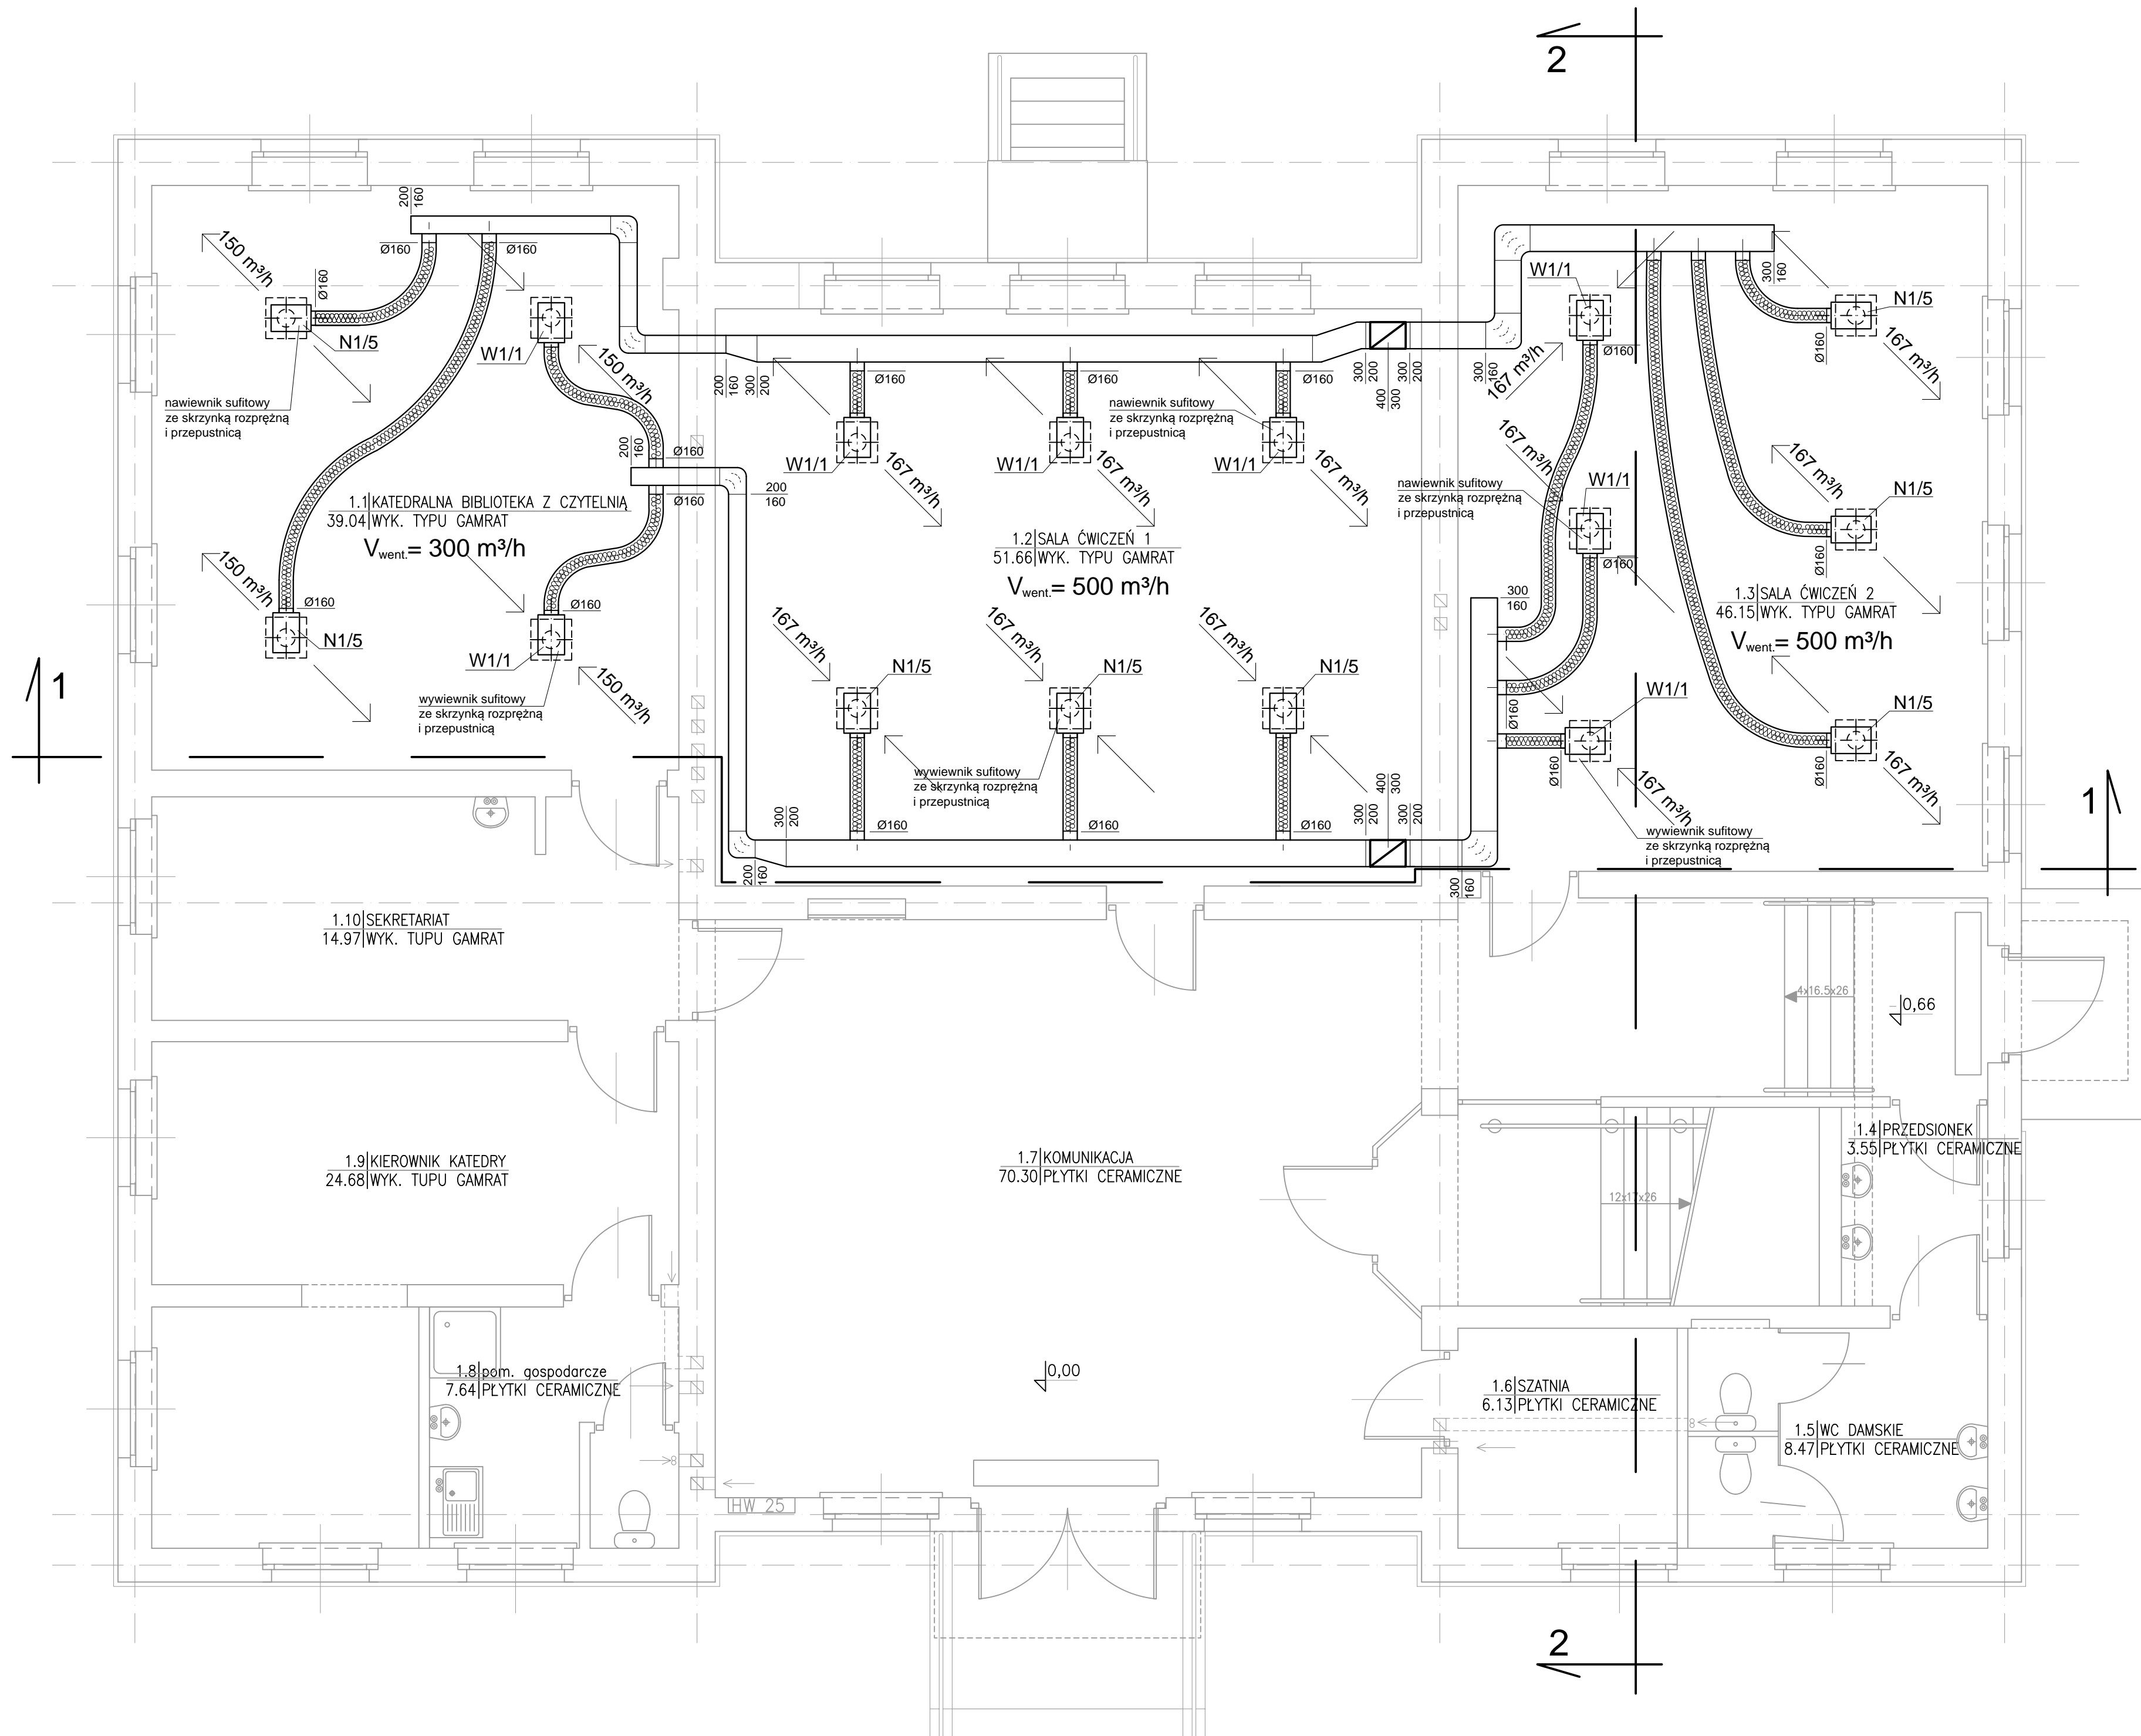 2
200
160
150 m³/h
Ø160
Ø160
Ø160
N1/5
W1/1
150 m³/h
nawiewnik sufitowy
ze skrzynką rozprężną
i przepustnicą
200
160
300
200
Ø160
Ø160
Ø160
nawiewnik sufitowy
ze skrzynką rozprężną
i przepustnicą
300
200
400
300
300
200
300
160
W1/1
Ø160
167 m³/h
300
160
N1/5
Ø160
167 m³/h
200
160
Ø160
Ø160
200
160
W1/1
167 m³/h
W1/1
167 m³/h
W1/1
167 m³/h
167 m³/h
nawiewnik sufitowy
ze skrzynką rozprężną
i przepustnicą
W1/1
Ø160
167 m³/h
N1/5
Ø160
1.1 KATEDRALNA BIBLIOTEKA Z CZYTELNIĄ
39.04 WYK. TYPU GAMRAT
Vwent.= 300 m³/h
1.2 SALA ĆWICZEŃ 1
51.66 WYK. TYPU GAMRAT
Vwent.= 500 m³/h
1.3 SALA ĆWICZEŃ 2
46.15 WYK. TYPU GAMRAT
Vwent.= 500 m³/h
150 m³/h
Ø160
N1/5
Ø160
W1/1
150 m³/h
wywiewnik sufitowy
ze skrzynką rozprężną
i przepustnicą
167 m³/h
N1/5
167 m³/h
N1/5
167 m³/h
N1/5
300
160
Ø160
Ø160
W1/1
167 m³/h
N1/5
Ø160
167 m³/h
1
1
wywiewnik sufitowy
ze skrzynką rozprężną
i przepustnicą
wywiewnik sufitowy
ze skrzynką rozprężną
i przepustnicą
300
200
Ø160
Ø160
Ø160
400
300
300
200
300
200
200
160
300
160
1.10 SEKRETARIAT
14.97 WYK. TUPU GAMRAT
4x16.5x26
0,66
1.9 KIEROWNIK KATEDRY
24.68 WYK. TUPU GAMRAT
1.7 KOMUNIKACJA
70.30 PŁYTKI CERAMICZNE
1.4 PRZEDSIONEK
3.55 PŁYTKI CERAMICZNE
12x17x26
1.8 pom. gospodarcze
7.64 PŁYTKI CERAMICZNE
0,00
1.6 SZATNIA
6.13 PŁYTKI CERAMICZNE
1.5 WC DAMSKIE
8.47 PŁYTKI CERAMICZNE
HW 25
2